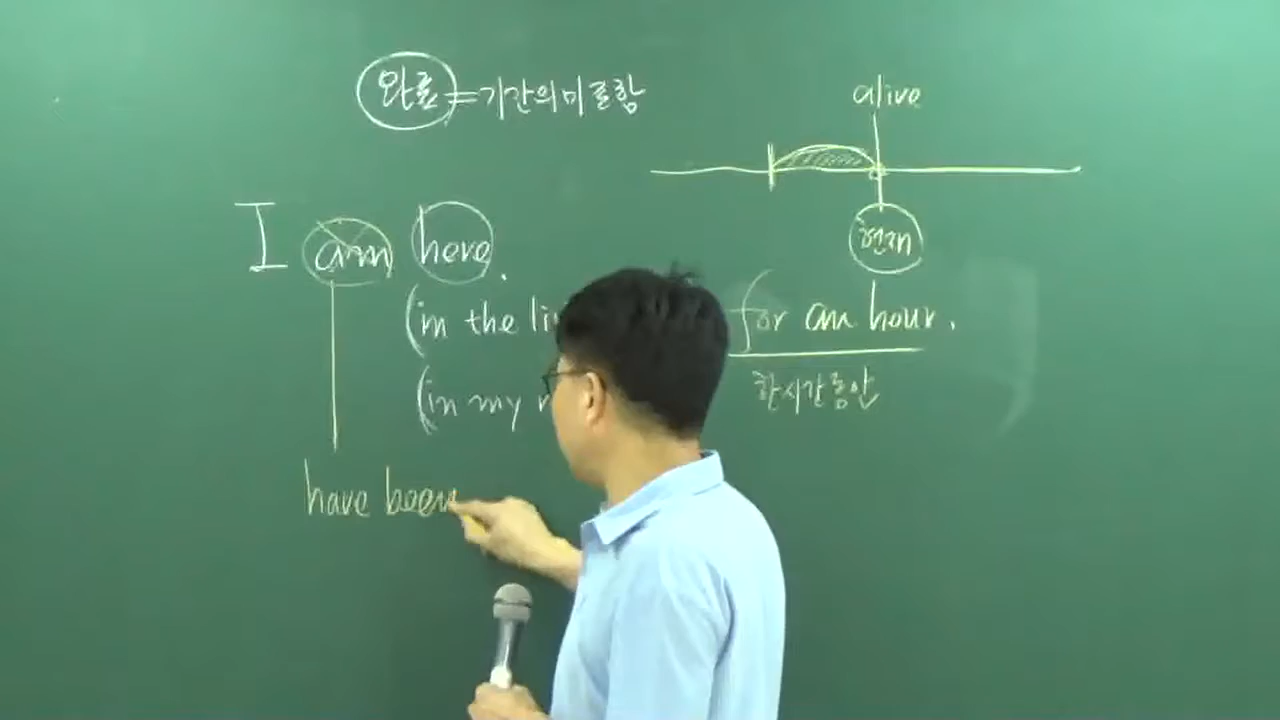 완료 = 기간의미 포함
alive
현재
I am here.
(in the li
for an hour.
(in my
한시간동안
have been